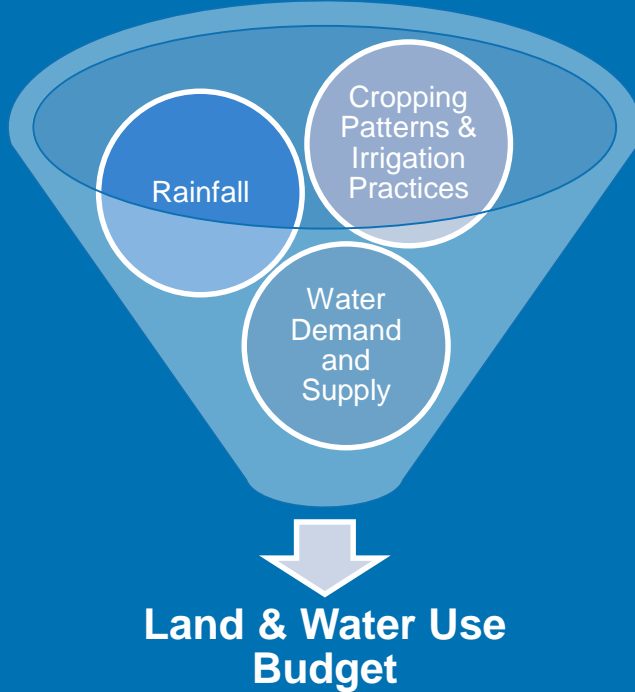 Cropping
Patterns &
Irrigation
Practices
Rainfall
Water
Demand
and
Supply
Land & Water Use
Budget